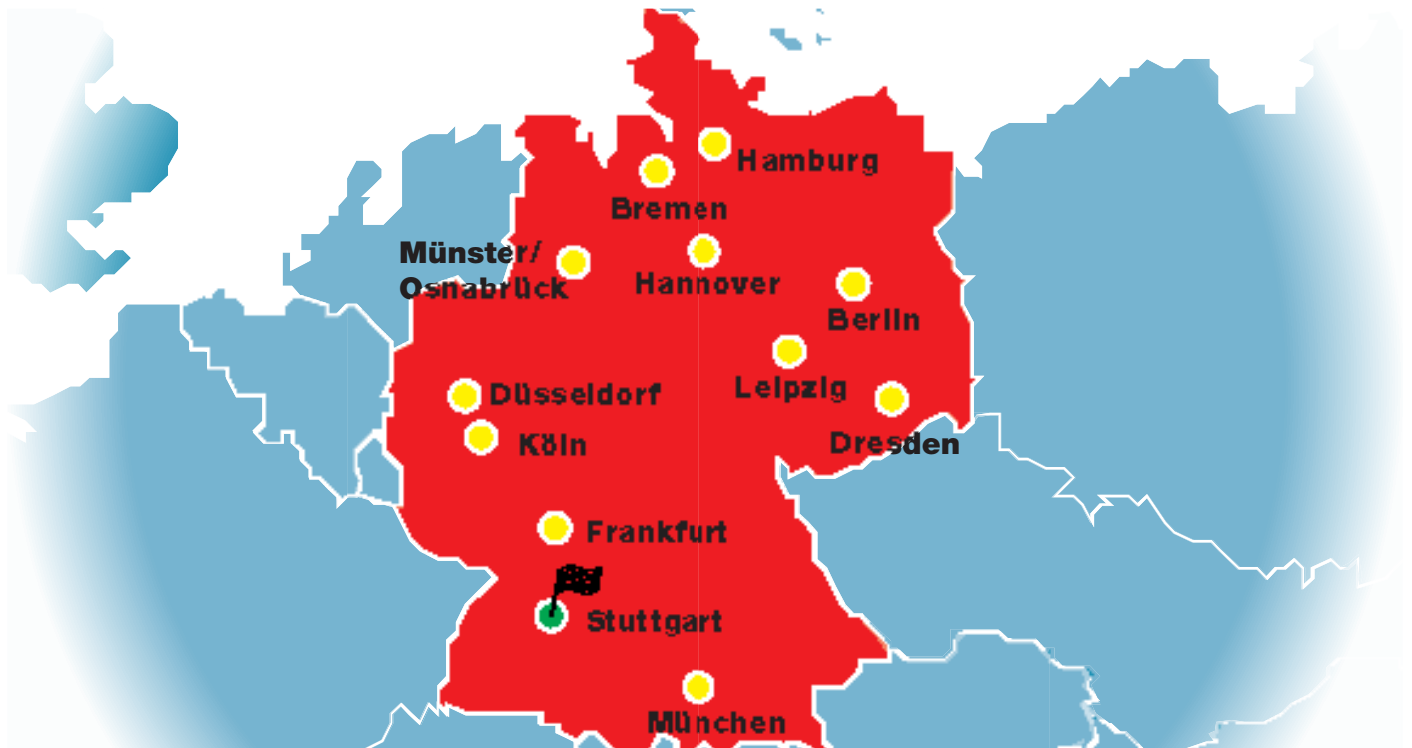 Hamburg
Bremen
Münster/
Osnabrück
Hannover
Berlin
Leipzig
Düsseldorf
Dresden
Köln
Frankfurt
Stuttgart
München